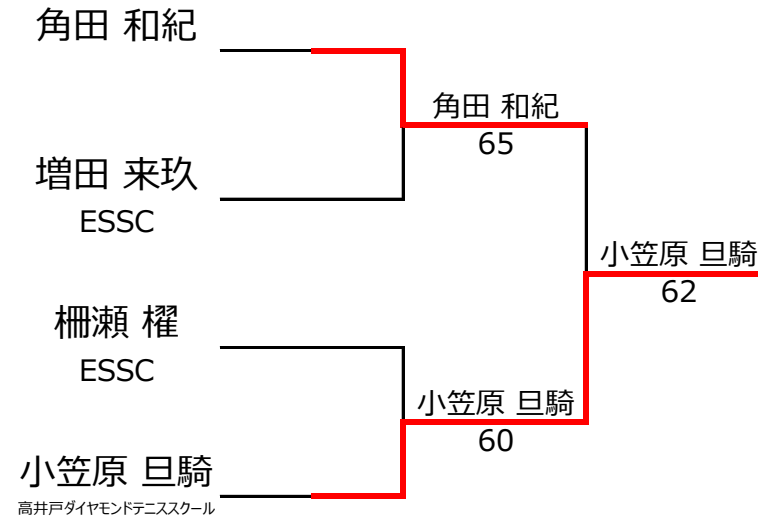 角田 和紀
角田 和紀
65
増田 来玖
ESSC
小笠原 旦騎
62
柵瀬 櫂
ESSC
小笠原 旦騎
60
小笠原 旦騎
高井戸ダイヤモンドテニススクール